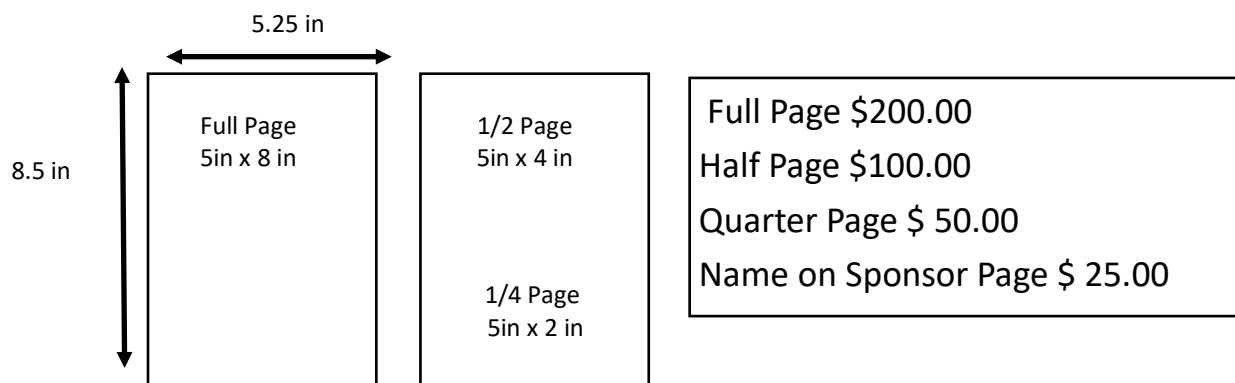 5.25 in
8.5 in
Full Page
5in x 8 in
1/2 Page
5in x 4 in
1/4 Page
5in x 2 in
Full Page $200.00
Half Page $100.00
Quarter Page $ 50.00
Name on Sponsor Page $ 25.00